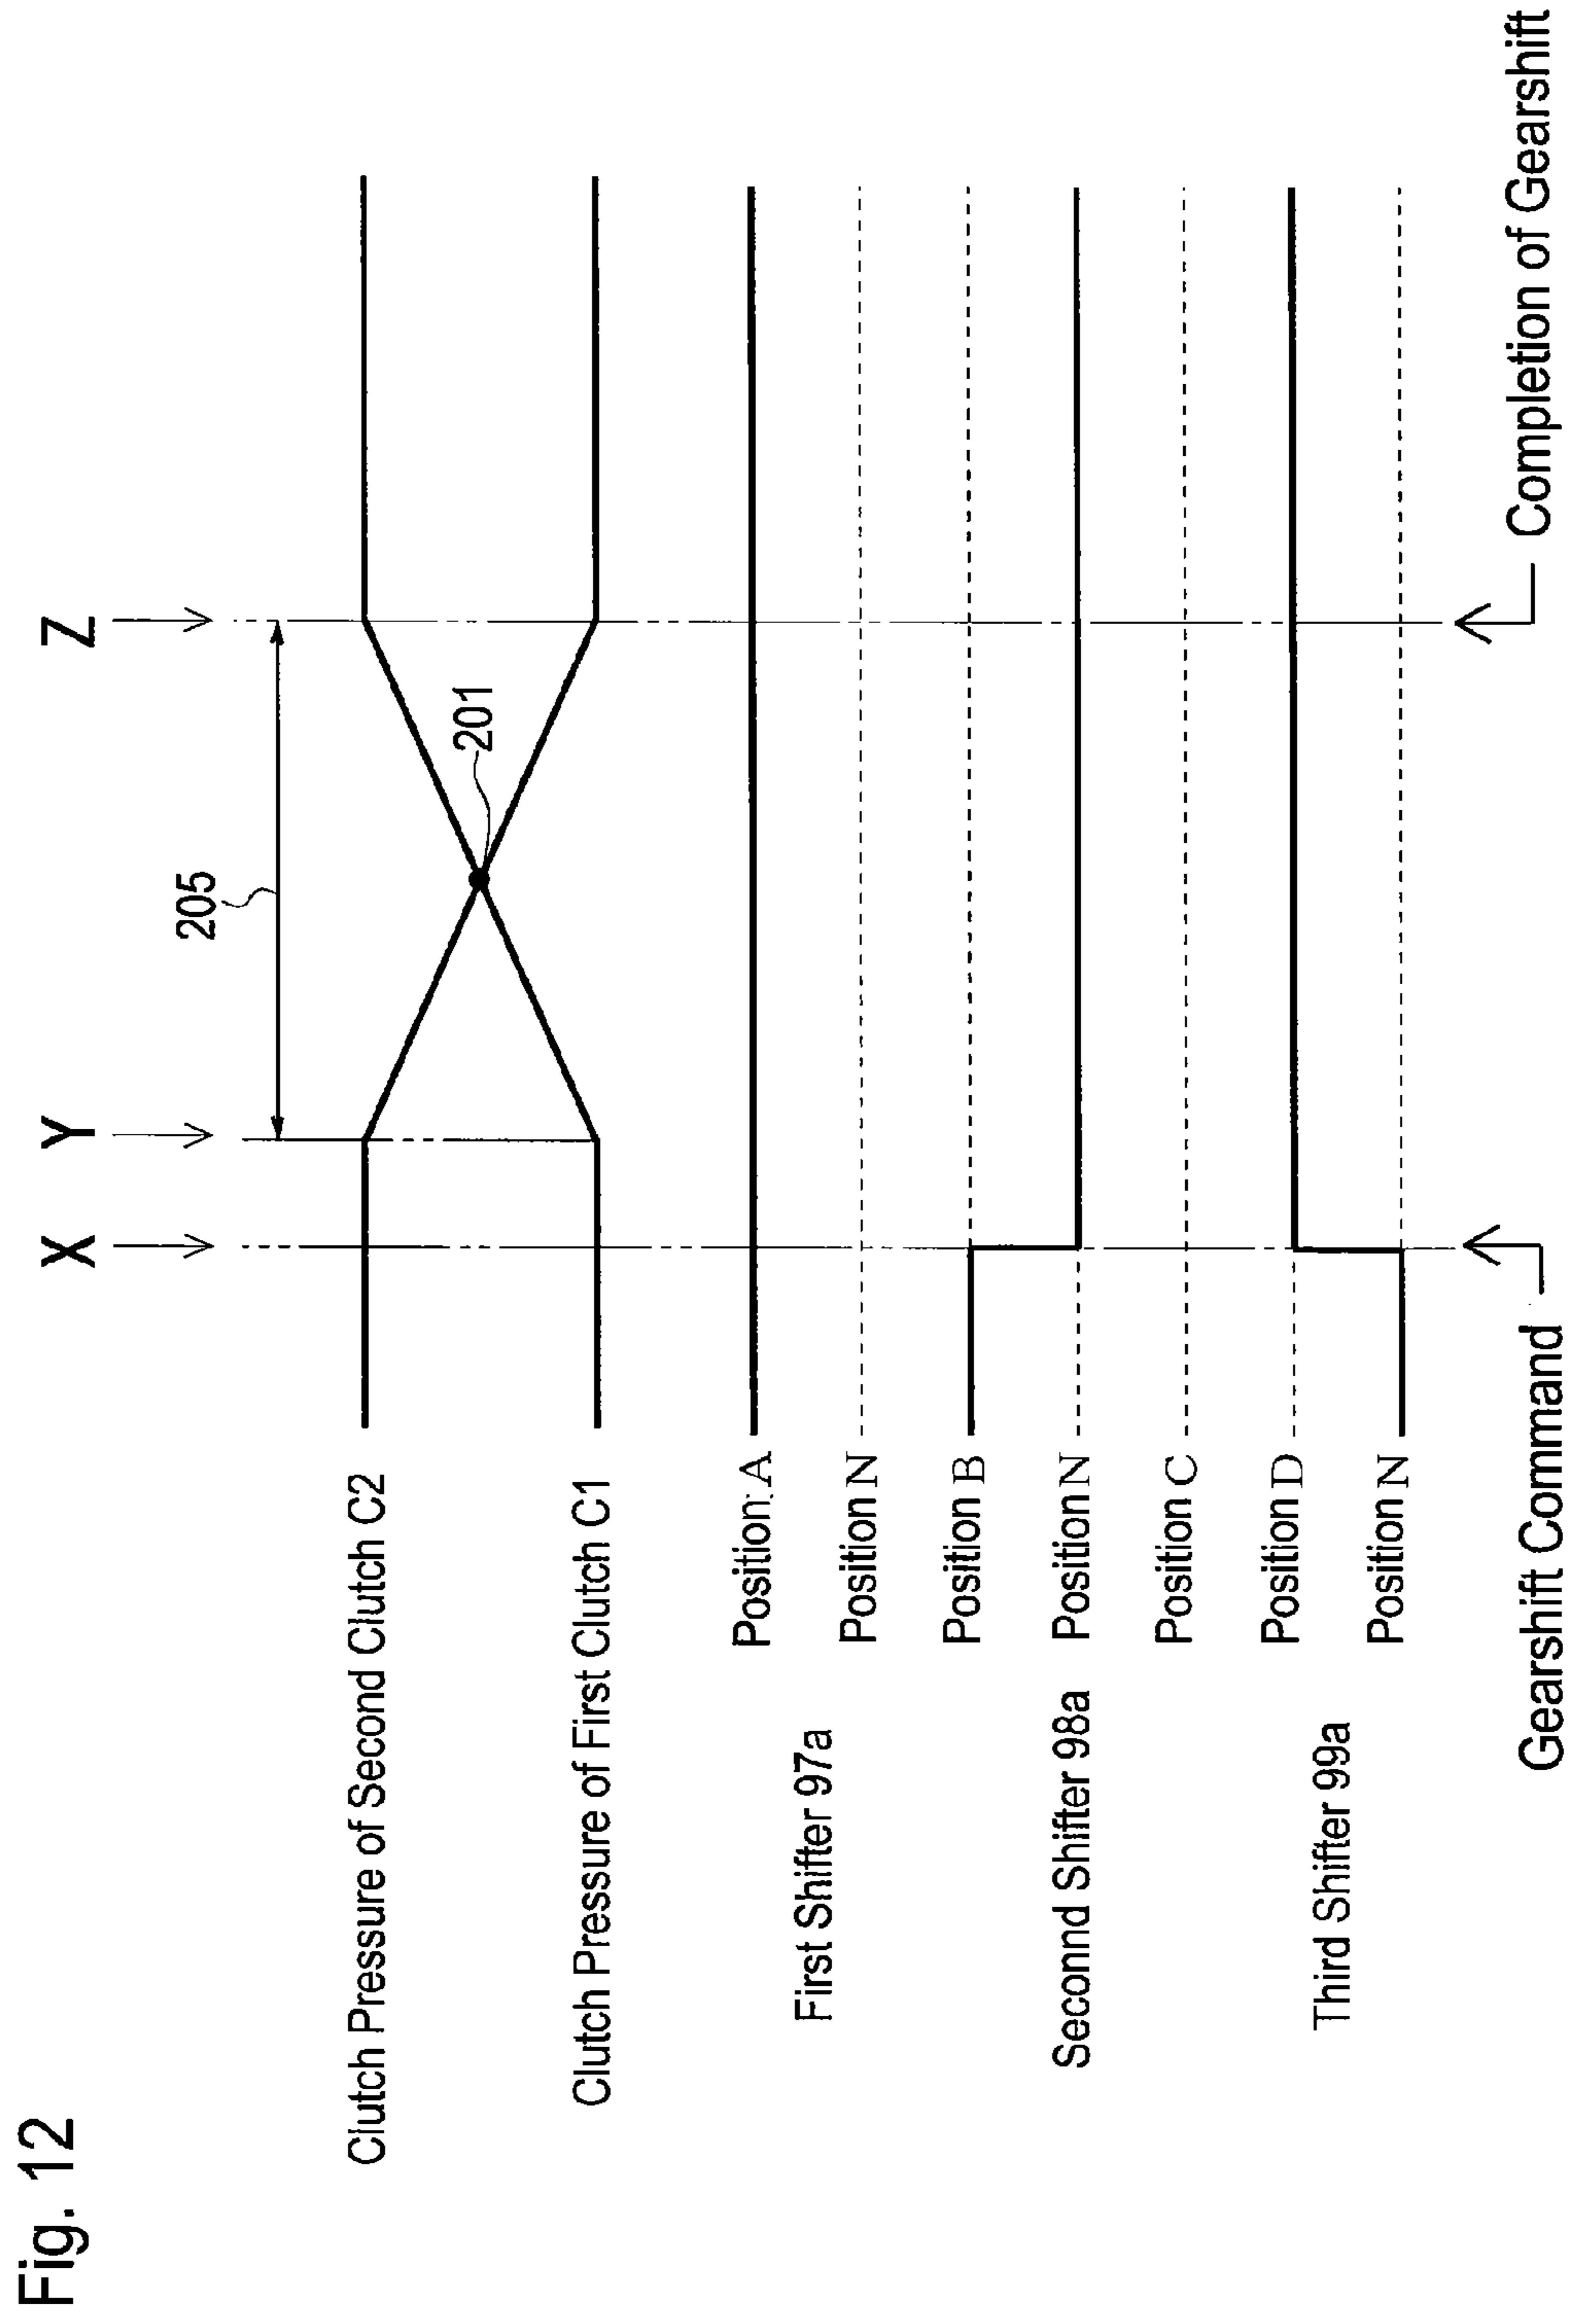 Fig. 12
X
Y
Z
205
201
Clutch Pressure of Second Clutch C2
Clutch Pressure of First Clutch C1
First Shifter 97a
Position A
Position N
Second Shifter 98a
Position B
Position N
Position C
Third Shifter 99a
Position D
Position N
Gearshift Command
Completion of Gearshift